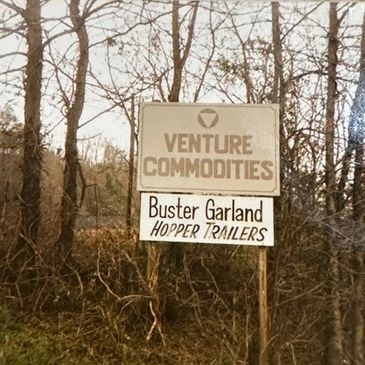 VENTURE
COMMODITIES
Buster Garland
HOPPER TRAILERS